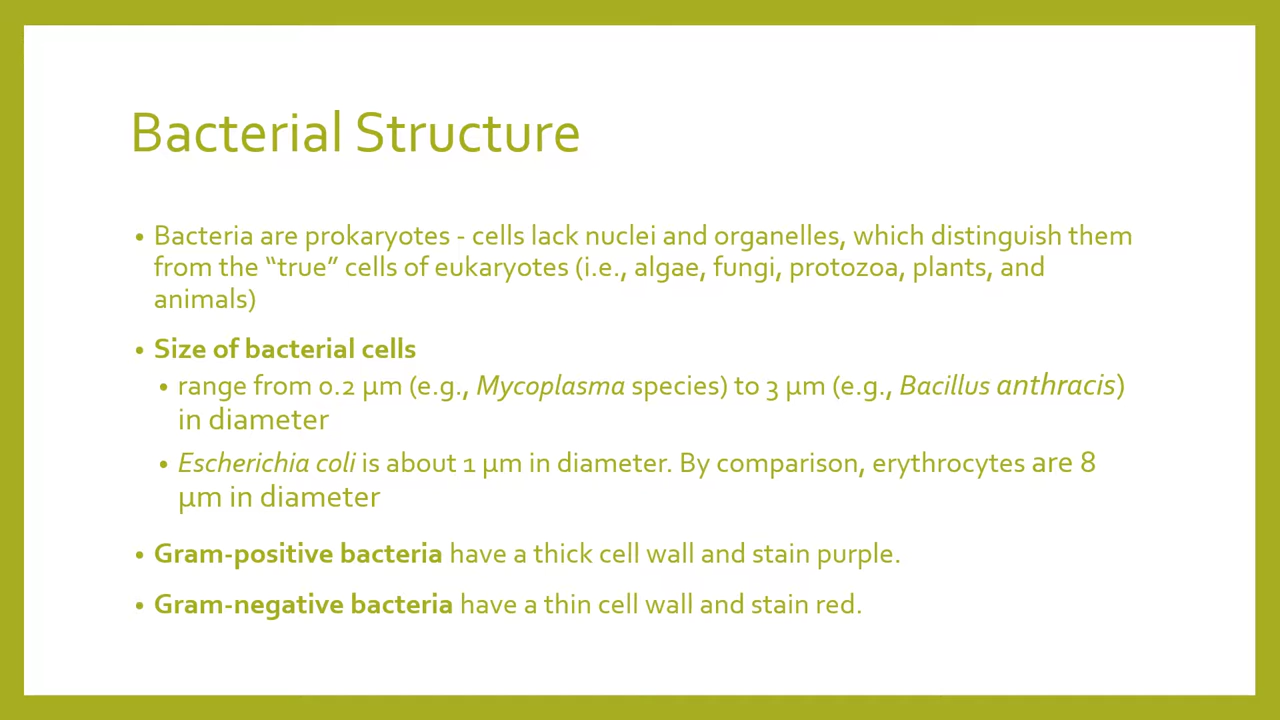 Bacterial Structure
• Bacteria are prokaryotes - cells lack nuclei and organelles, which distinguish them
from the “true” cells of eukaryotes (i.e., algae, fungi, protozoa, plants, and
animals)
• Size of bacterial cells
• range from 0.2 µm (e.g., Mycoplasma species) to 3 µm (e.g., Bacillus anthracis)
in diameter
• Escherichia coli is about 1 µm in diameter. By comparison, erythrocytes are 8
µm in diameter
• Gram-positive bacteria have a thick cell wall and stain purple.
• Gram-negative bacteria have a thin cell wall and stain red.